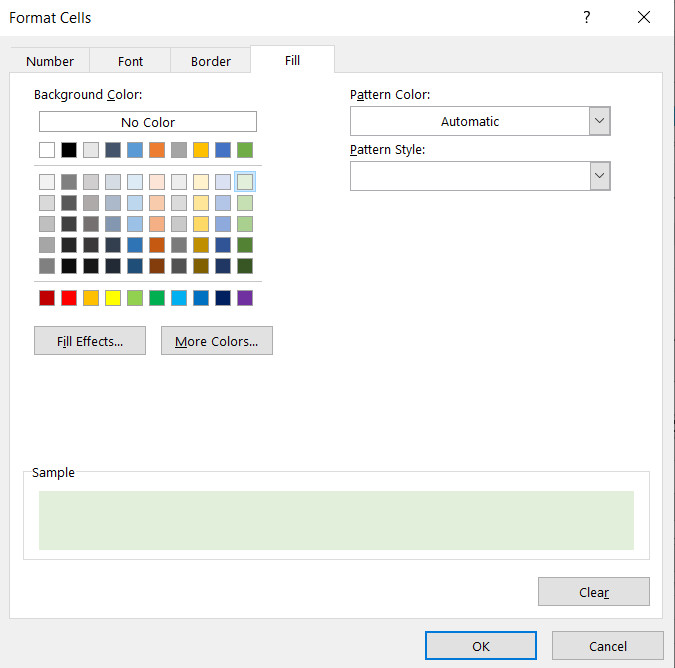 Format Cells
?
Number Font Border Fill
Background Color:
No Color
Pattern Color:
Automatic
Pattern Style:
Fill Effects...
More Colors...
Sample
Clear
OK
Cancel